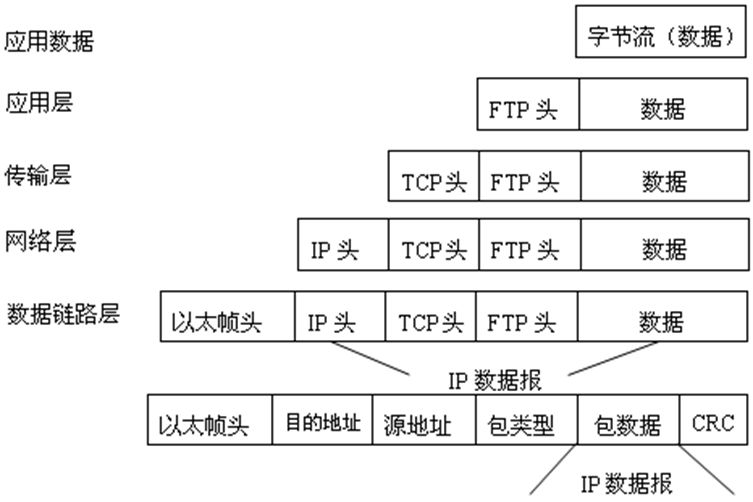 应用数据 字节流（数据）
应用层 FTP 头 数据
传输层 TCP头 FTP 头 数据
网络层 IP 头 TCP头 FTP 头 数据
数据链路层 以太帧头 IP 头 TCP头 FTP 头 数据
IP 数据报
以太帧头 目的地址 源地址 包类型 包数据 CRC
IP 数据报